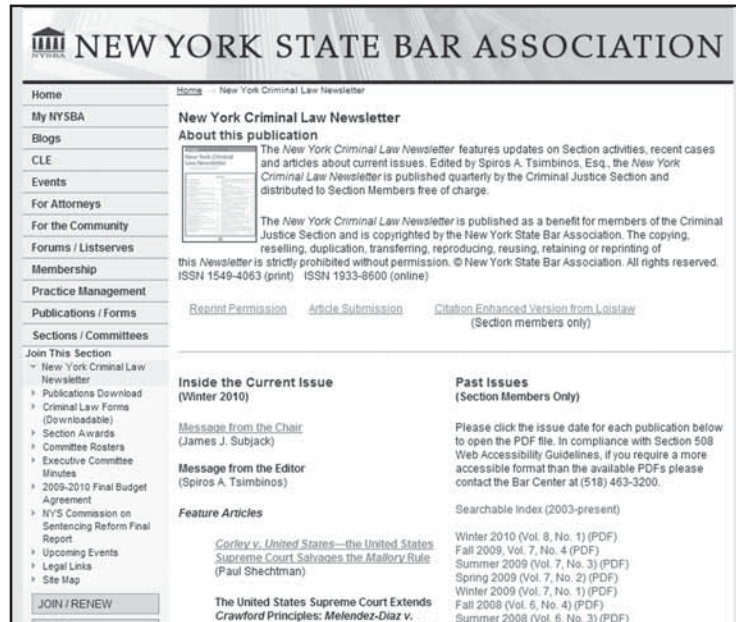 NYSBA
NEW YORK STATE BAR ASSOCIATION
Home
My NYSBA
Blogs
CLE
Events
For Attorneys
For the Community
Forums / Listserves
Membership
Practice Management
Publications / Forms
Sections / Committees
Join This Section
New York Criminal Law
Newsletter
Publications Download
Criminal Law Forms
(Downloadable)
Section Awards
Committee Rosters
Executive Committee
Minutes
2009-2010 Final Budget
Agreement
NYS Commission on
Sentencing Reform Final
Report
Upcoming Events
Legal Links
Site Map
JOIN / RENEW
Home New York Criminal Law Newsletter
New York Criminal Law Newsletter
About this publication
The New York Criminal Law Newsletter features updates on Section activities, recent cases
and articles about current issues. Edited by Spiros A. Tsimbinos, Esq., the New York
Criminal Law Newsletter is published quarterly by the Criminal Justice Section and
distributed to Section Members free of charge.
The New York Criminal Law Newsletter is published as a benefit for members of the Criminal
Justice Section and is copyrighted by the New York State Bar Association. The copying,
reselling, duplication, transferring, reproducing, reusing, retaining or reprinting of
this Newsletter is strictly prohibited without permission. © New York State Bar Association. All rights reserved.
ISSN 1549-4063 (print) ISSN 1933-8600 (online)
Reprint Permission Article Submission Citation Enhanced Version from Loislaw
(Section members only)
Inside the Current Issue
(Winter 2010)
Message from the Chair
(James J. Subjack)
Message from the Editor
(Spiros A. Tsimbinos)
Feature Articles
Corley v. United States—the United States
Supreme Court Salvages the Mallory Rule
(Paul Shechtman)
The United States Supreme Court Extends
Crawford Principles: Melendez-Diaz v.
Past Issues
(Section Members Only)
Please click the issue date for each publication below
to open the PDF file. In compliance with Section 508
Web Accessibility Guidelines, if you require a more
accessible format than the available PDFs please
contact the Bar Center at (518) 463-3200.
Searchable Index (2003-present)
Winter 2010 (Vol. 8, No. 1) (PDF)
Fall 2009, Vol. 7, No. 4 (PDF)
Summer 2009 (Vol. 7, No. 3) (PDF)
Spring 2009 (Vol. 7, No. 2) (PDF)
Winter 2009 (Vol. 7, No. 1) (PDF)
Fall 2008 (Vol. 6, No. 4) (PDF)
Summer 2008 (Vol. 6, No. 3) (PDF)